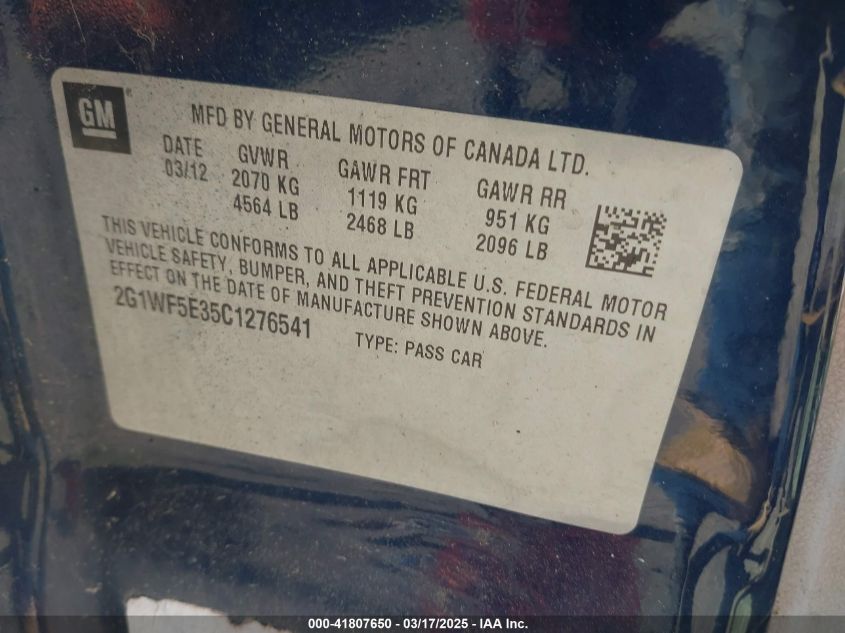 GM
MFD BY GENERAL MOTORS OF CANADA LTD.
DATE GVWR GAWR FRT GAWR RR
03/12 2070 KG 1119 KG 951 KG
4564 LB 2468 LB 2096 LB
THIS VEHICLE CONFORMS TO ALL APPLICABLE U.S. FEDERAL MOTOR
VEHICLE SAFETY, BUMPER, AND THEFT PREVENTION STANDARDS IN
EFFECT ON THE DATE OF MANUFACTURE SHOWN ABOVE.
2G1WF5E35C1276541 TYPE: PASS CAR
000-41807650 - 03/17/2025 - IAA Inc.